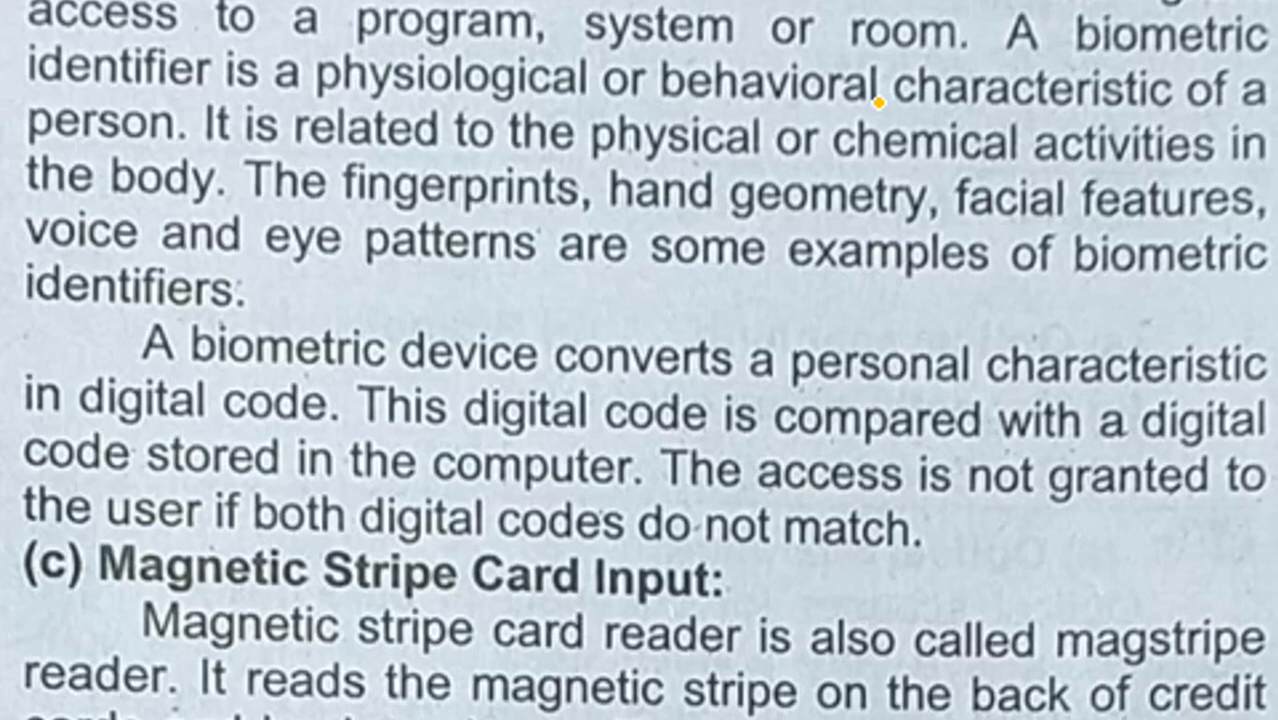 access to a program, system or room. A biometric
identifier is a physiological or behavioral characteristic of a
person. It is related to the physical or chemical activities in
the body. The fingerprints, hand geometry, facial features,
voice and eye patterns are some examples of biometric
identifiers.
A biometric device converts a personal characteristic
in digital code. This digital code is compared with a digital
code stored in the computer. The access is not granted to
the user if both digital codes do not match.
(c) Magnetic Stripe Card Input:
Magnetic stripe card reader is also called magstripe
reader. It reads the magnetic stripe on the back of credit